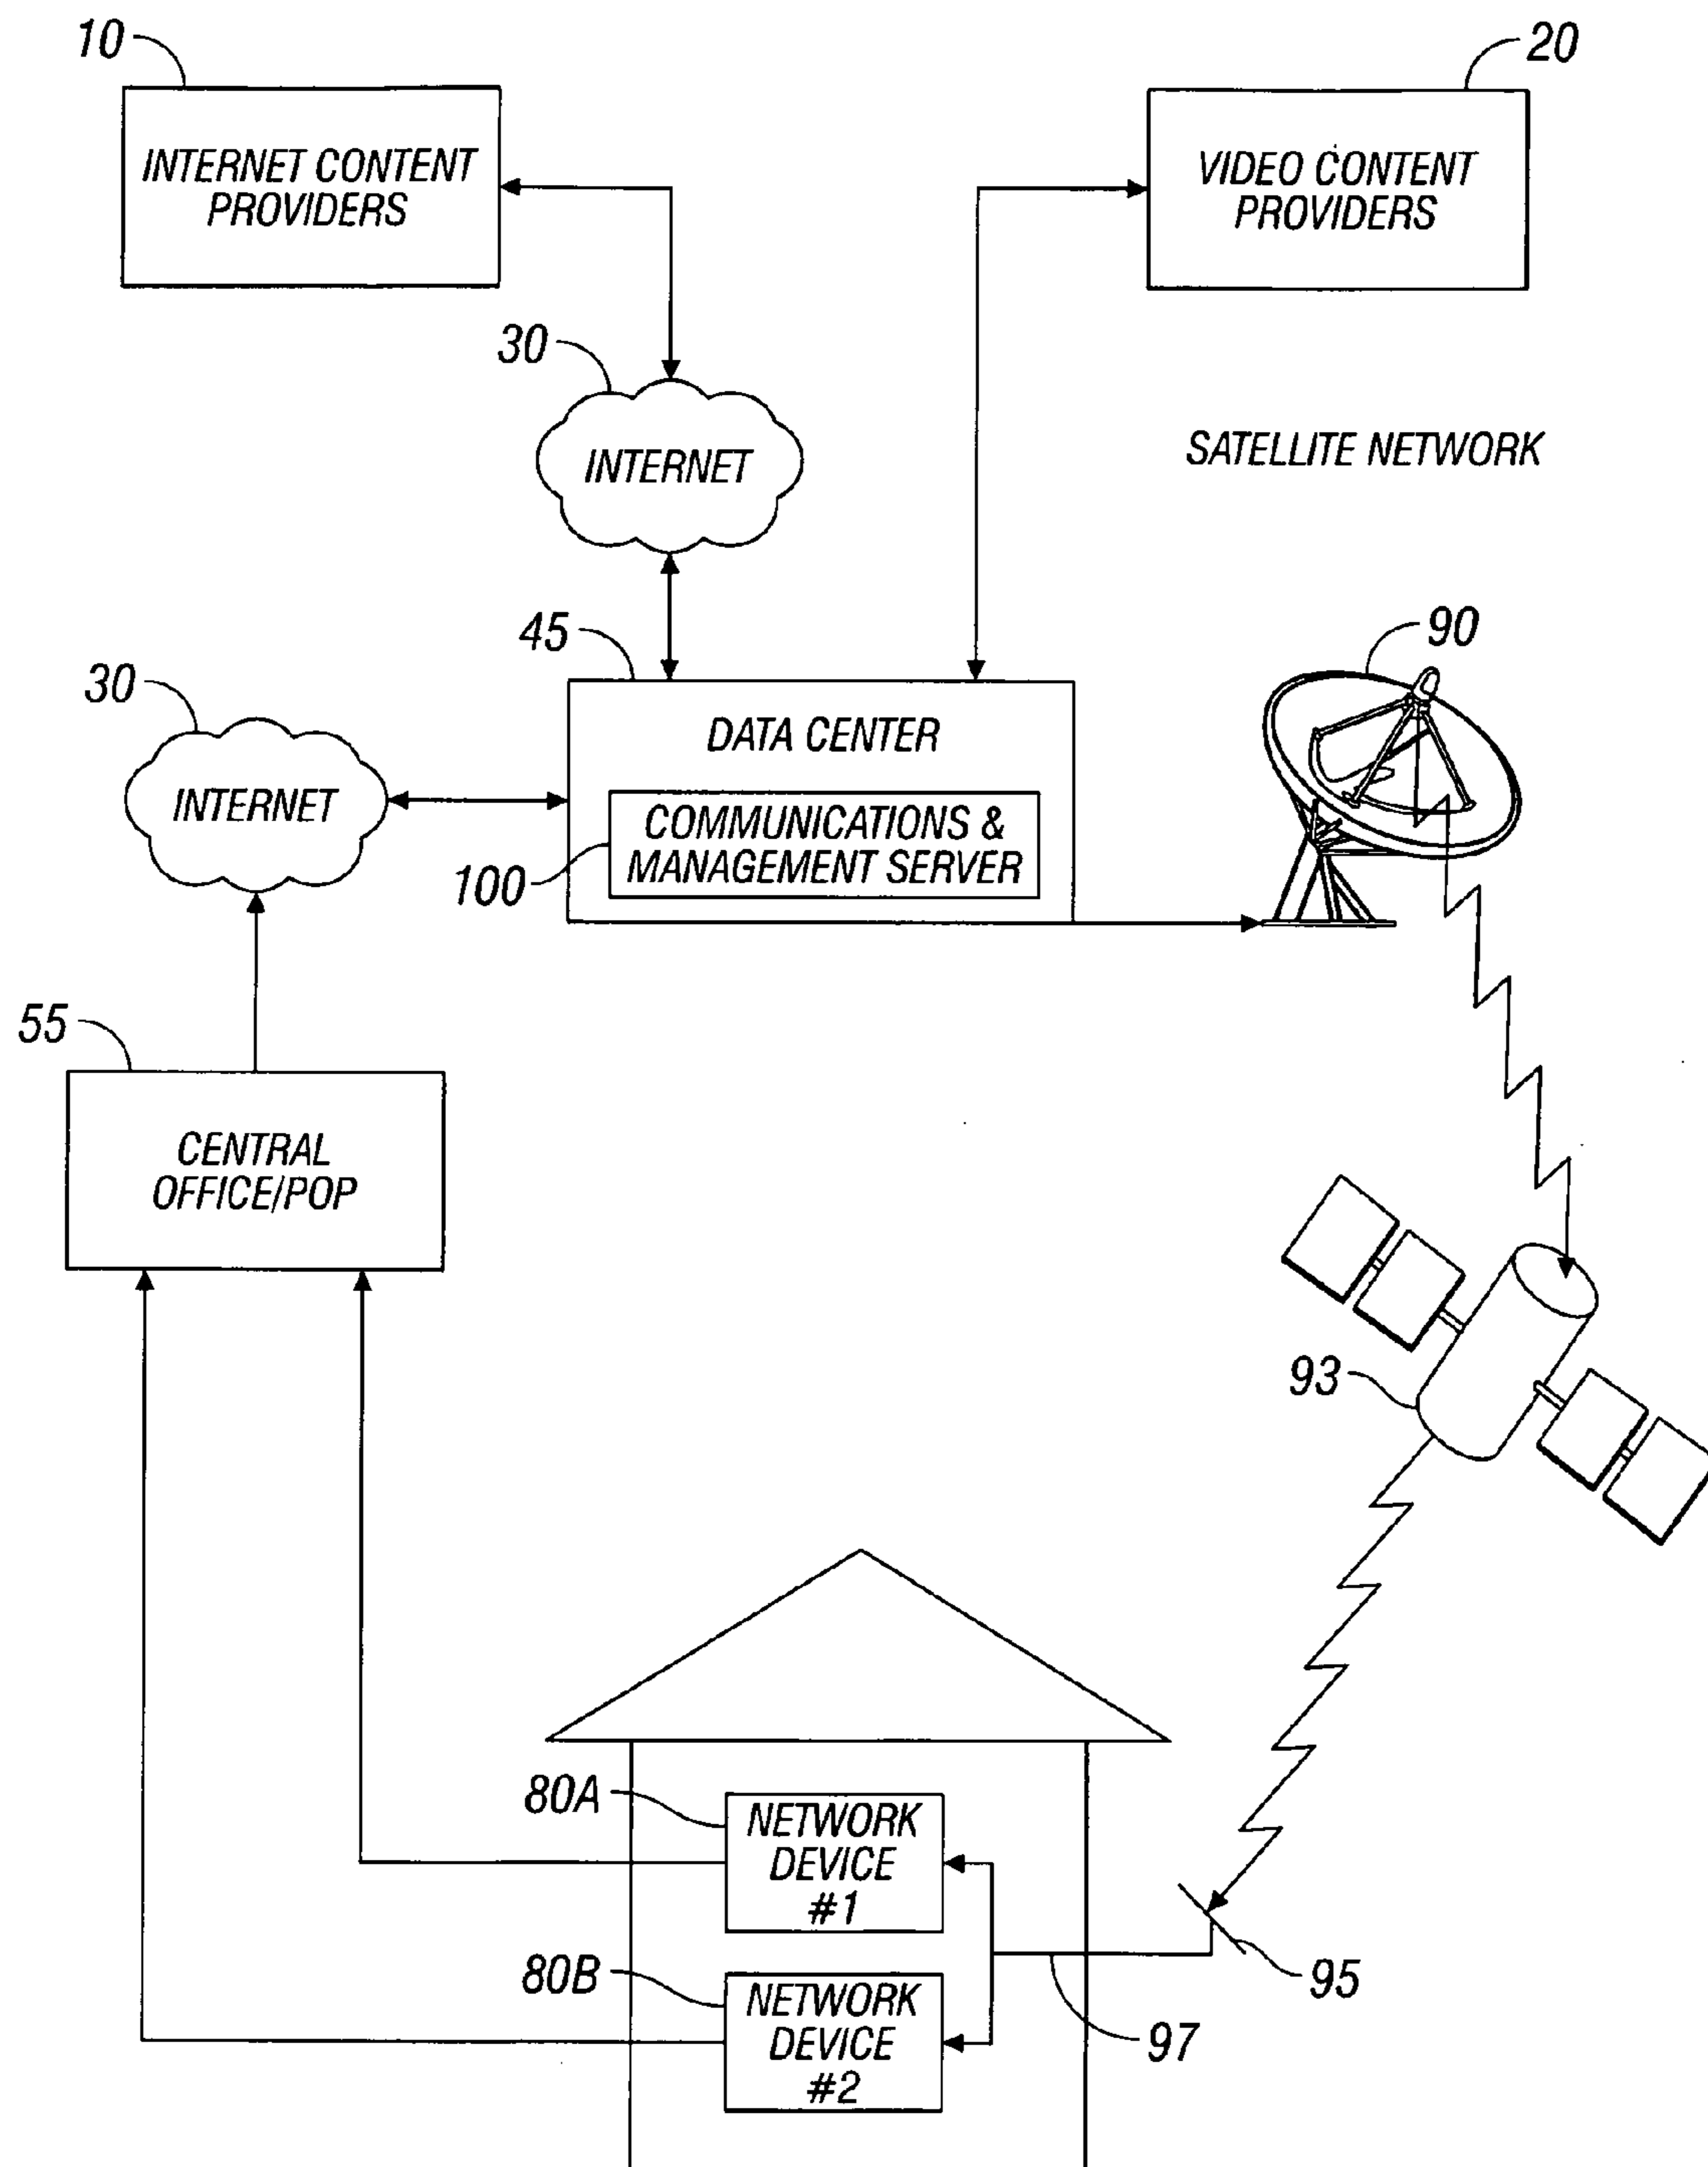 10
20
INTERNET CONTENT
PROVIDERS
VIDEO CONTENT
PROVIDERS
30
INTERNET
SATELLITE NETWORK
45
90
30
DATA CENTER
INTERNET
COMMUNICATIONS &
MANAGEMENT SERVER
100
55
CENTRAL
OFFICE/POP
93
80A
NETWORK
DEVICE
#1
80B
NETWORK
DEVICE
#2
95
97